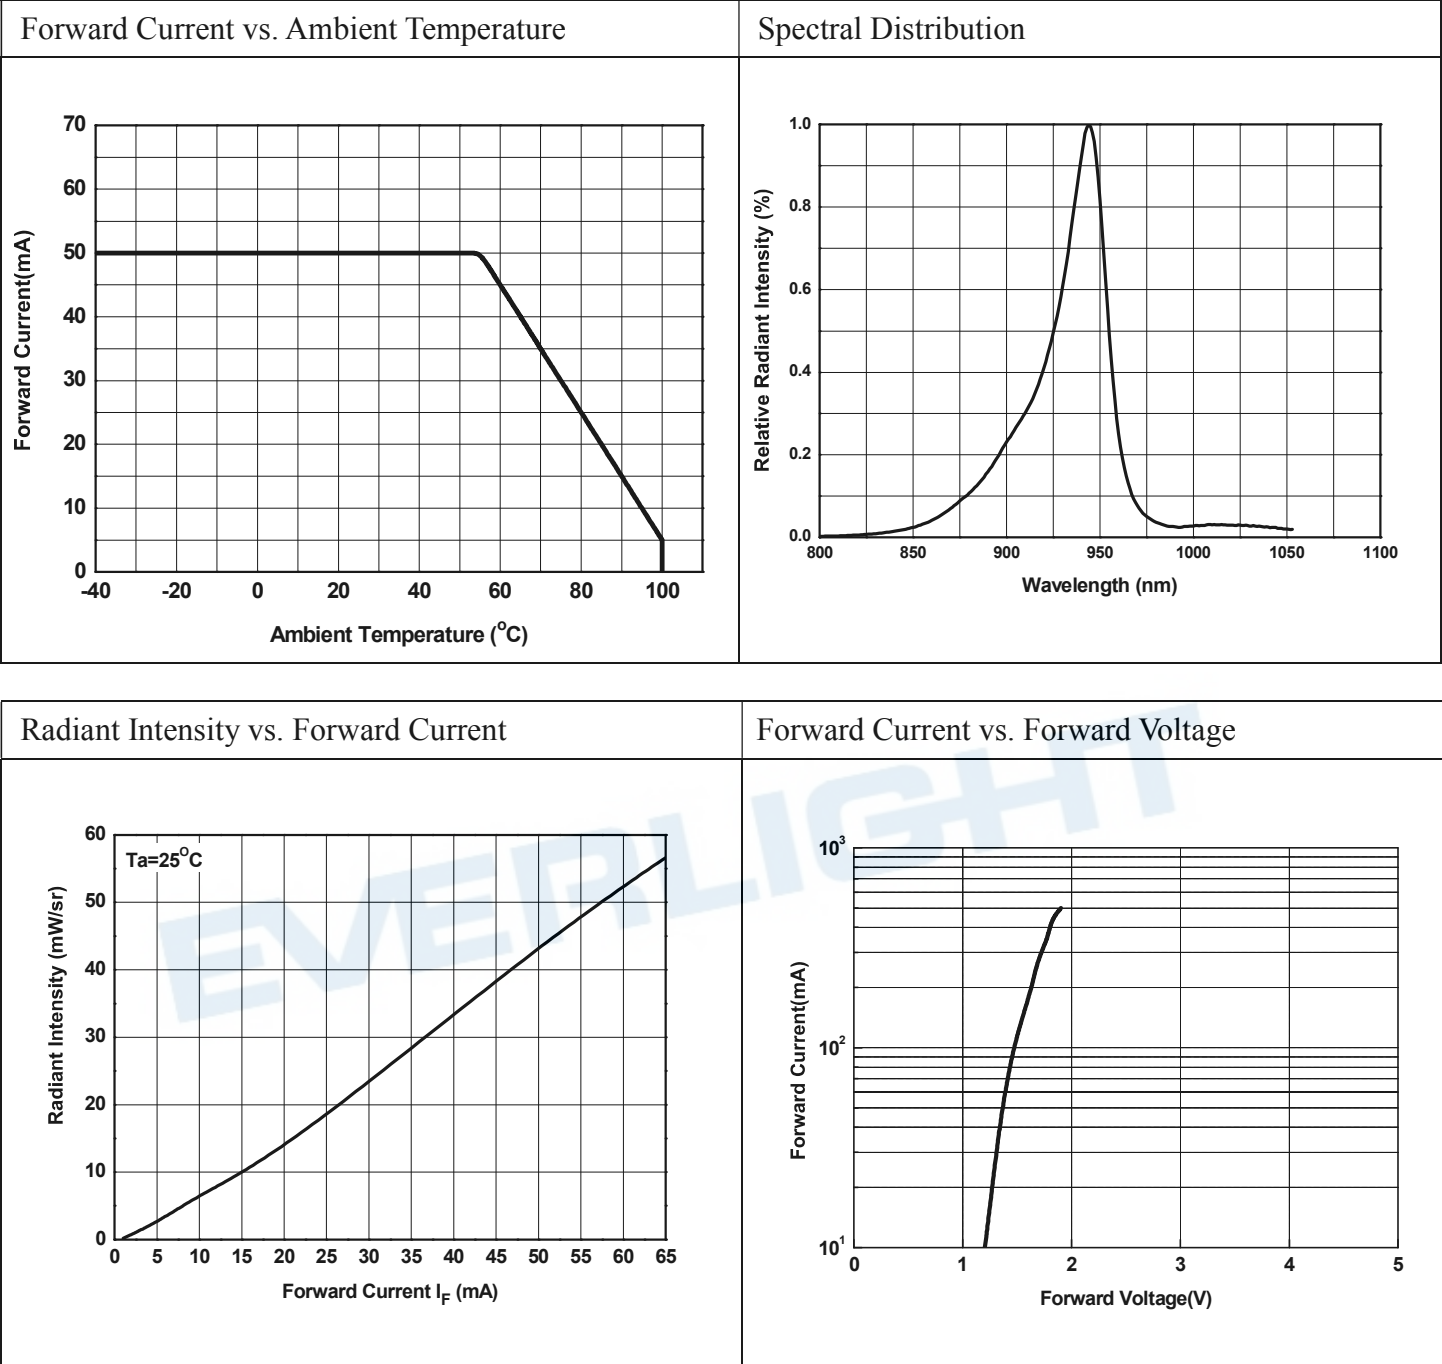 Forward Current vs. Ambient Temperature
Spectral Distribution
70
60
50
40
30
20
10
0
-40 -20 0 20 40 60 80 100
Forward Current(mA)
Ambient Temperature (°C)
1.0
0.8
0.6
0.4
0.2
0.0
800 850 900 950 1000 1050 1100
Relative Radiant Intensity (%)
Wavelength (nm)
Radiant Intensity vs. Forward Current
Forward Current vs. Forward Voltage
EVERLIGHT
60
50
40
30
20
10
0
0 5 10 15 20 25 30 35 40 45 50 55 60 65
Ta=25°C
Radiant Intensity (mW/sr)
Forward Current I_F (mA)
10³
10²
10¹
0 1 2 3 4 5
Forward Current(mA)
Forward Voltage(V)